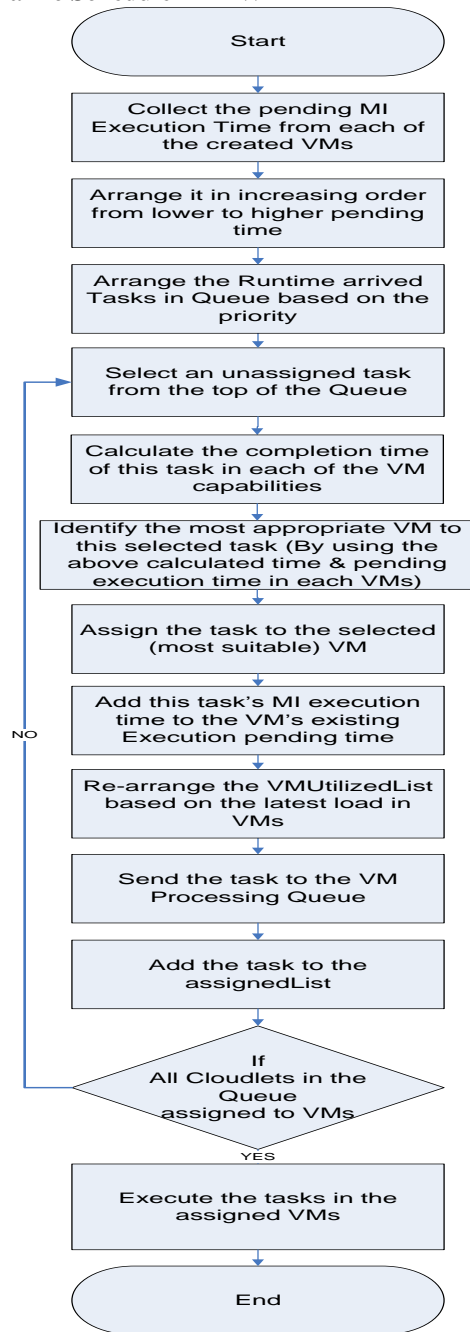 Start
Collect the pending MI
Execution Time from each of
the created VMs
Arrange it in increasing order
from lower to higher pending
time
Arrange the Runtime arrived
Tasks in Queue based on the
priority
Select an unassigned task
from the top of the Queue
Calculate the completion time
of this task in each of the VM
capabilities
Identify the most appropriate VM to
this selected task (By using the
above calculated time & pending
execution time in each VMs)
Assign the task to the selected
(most suitable) VM
Add this task's MI execution
time to the VM's existing
Execution pending time
NO
Re-arrange the VMUtilizedList
based on the latest load in
VMs
Send the task to the VM
Processing Queue
Add the task to the
assignedList
If
All Cloudlets in the
Queue
assigned to VMs
YES
Execute the tasks in the
assigned VMs
End